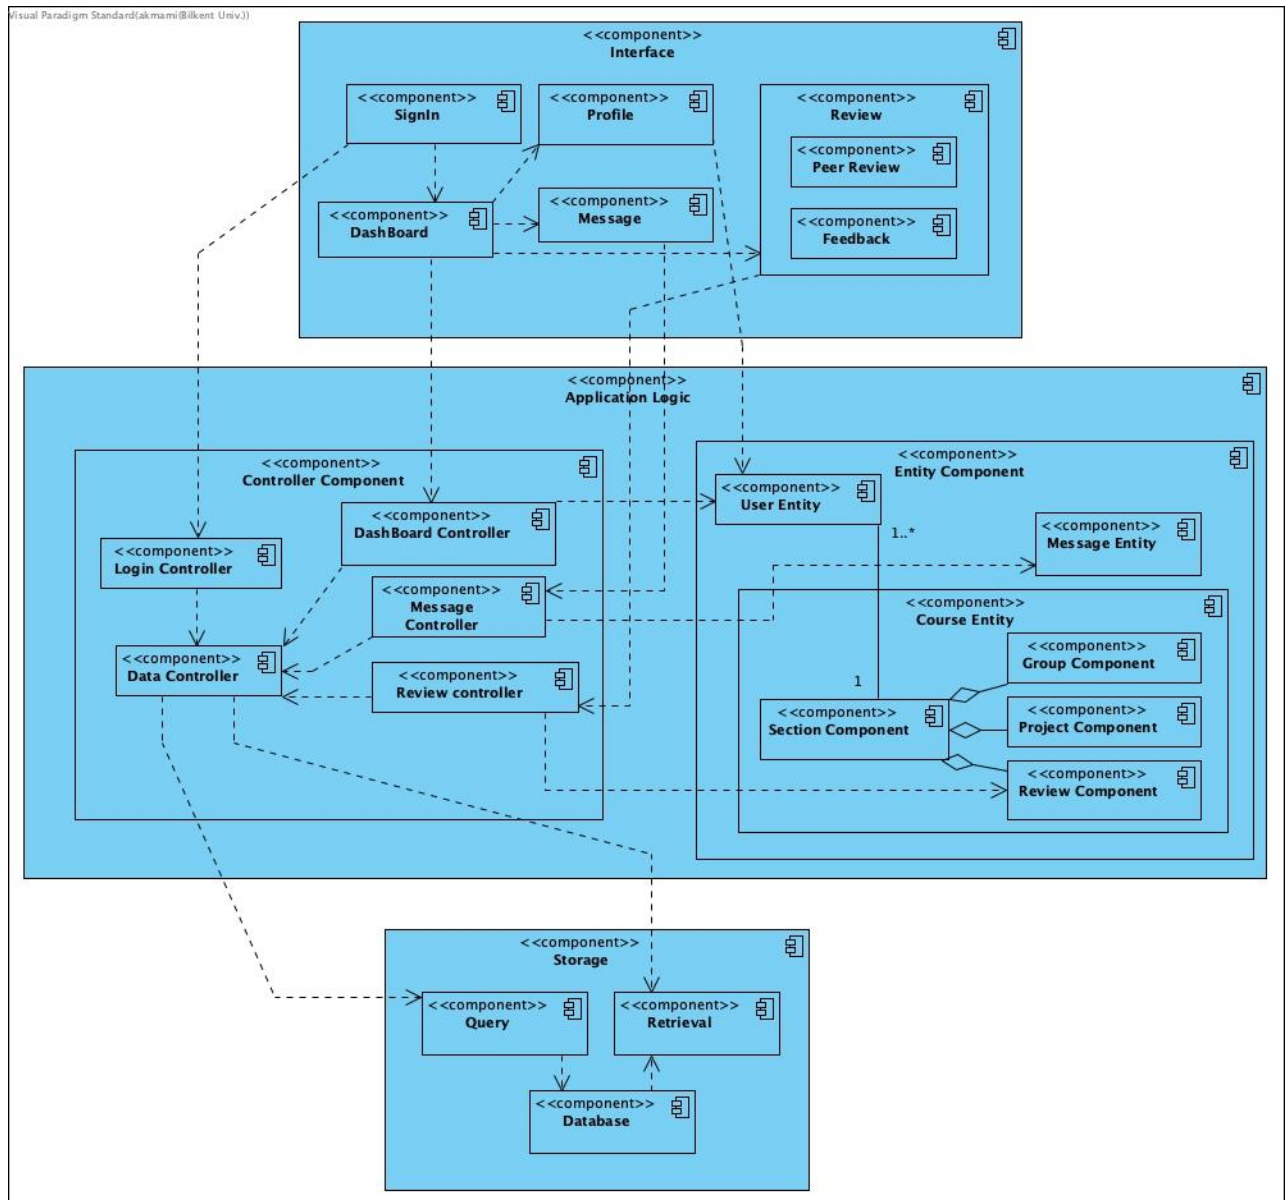 Visual Paradigm Standard(akmami(Bilkent Univ.))
<<component>>
Interface
<<component>>
SignIn
<<component>>
Profile
<<component>>
Review
<<component>>
Peer Review
<<component>>
DashBoard
<<component>>
Message
<<component>>
Feedback
<<component>>
Application Logic
<<component>>
Controller Component
<<component>>
Entity Component
<<component>>
User Entity
1..*
<<component>>
DashBoard Controller
<<component>>
Message Entity
<<component>>
Login Controller
<<component>>
Message
Controller
<<component>>
Course Entity
<<component>>
Data Controller
<<component>>
Review controller
1
<<component>>
Group Component
<<component>>
Section Component
<<component>>
Project Component
<<component>>
Review Component
<<component>>
Storage
<<component>>
Query
<<component>>
Retrieval
<<component>>
Database